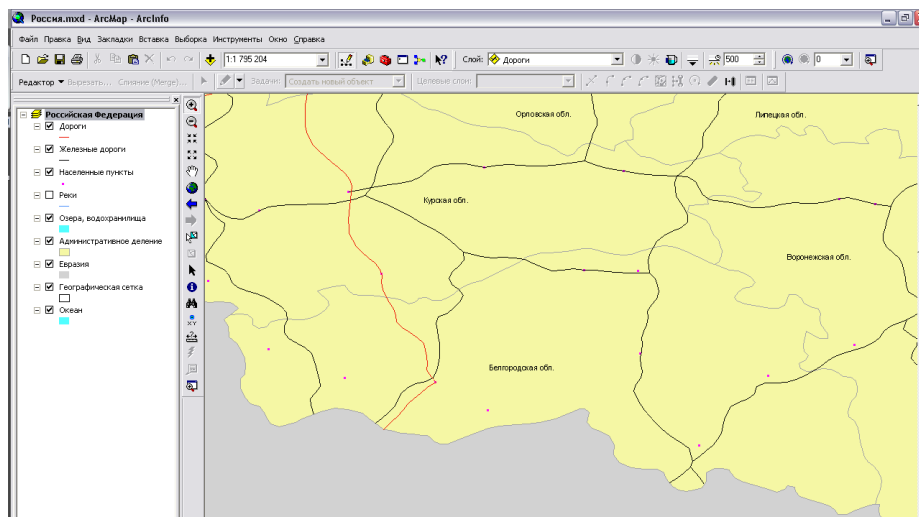 Россия.mxd - ArcMap - ArcInfo
Файл Правка Вид Закладки Вставка Выборка Инструменты Окно Справка
1:1 795 204 Слой: Дороги 500 0
Редактор Вырезать... Слияние (Merge)... Задачи: Создать новый объект Целевые слои:
Российская Федерация
Дороги
Железные дороги
Населенные пункты
Реки
Озера, водохранилища
Административное деление
Евразия
Географическая сетка
Океан
XY
Орловская обл.
Липецкая обл.
Курская обл.
Воронежская обл.
Белгородская обл.